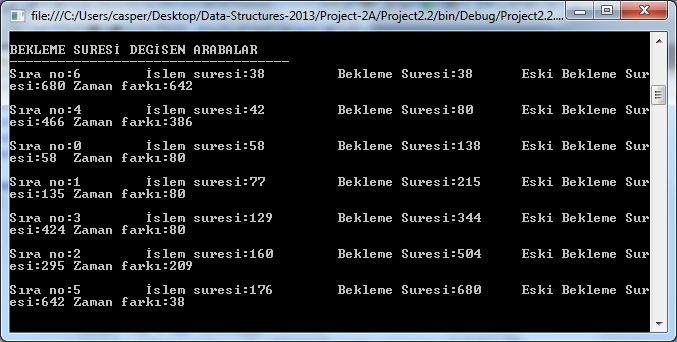 file:///C:/Users/casper/Desktop/Data-Structures-2013/Project-2A/Project2.2/bin/Debug/Project2.2....
BEKLEME SURESİ DEGİSEN ARABALAR
----------------------------------
Sıra no:6 İslem suresi:38 Bekleme Suresi:38 Eski Bekleme Sur
esi:680 Zaman farkı:642
Sıra no:4 İslem suresi:42 Bekleme Suresi:80 Eski Bekleme Sur
esi:466 Zaman farkı:386
Sıra no:0 İslem suresi:58 Bekleme Suresi:138 Eski Bekleme Sur
esi:58 Zaman farkı:80
Sıra no:1 İslem suresi:77 Bekleme Suresi:215 Eski Bekleme Sur
esi:135 Zaman farkı:80
Sıra no:3 İslem suresi:129 Bekleme Suresi:344 Eski Bekleme Sur
esi:424 Zaman farkı:80
Sıra no:2 İslem suresi:160 Bekleme Suresi:504 Eski Bekleme Sur
esi:295 Zaman farkı:209
Sıra no:5 İslem suresi:176 Bekleme Suresi:680 Eski Bekleme Sur
esi:642 Zaman farkı:38